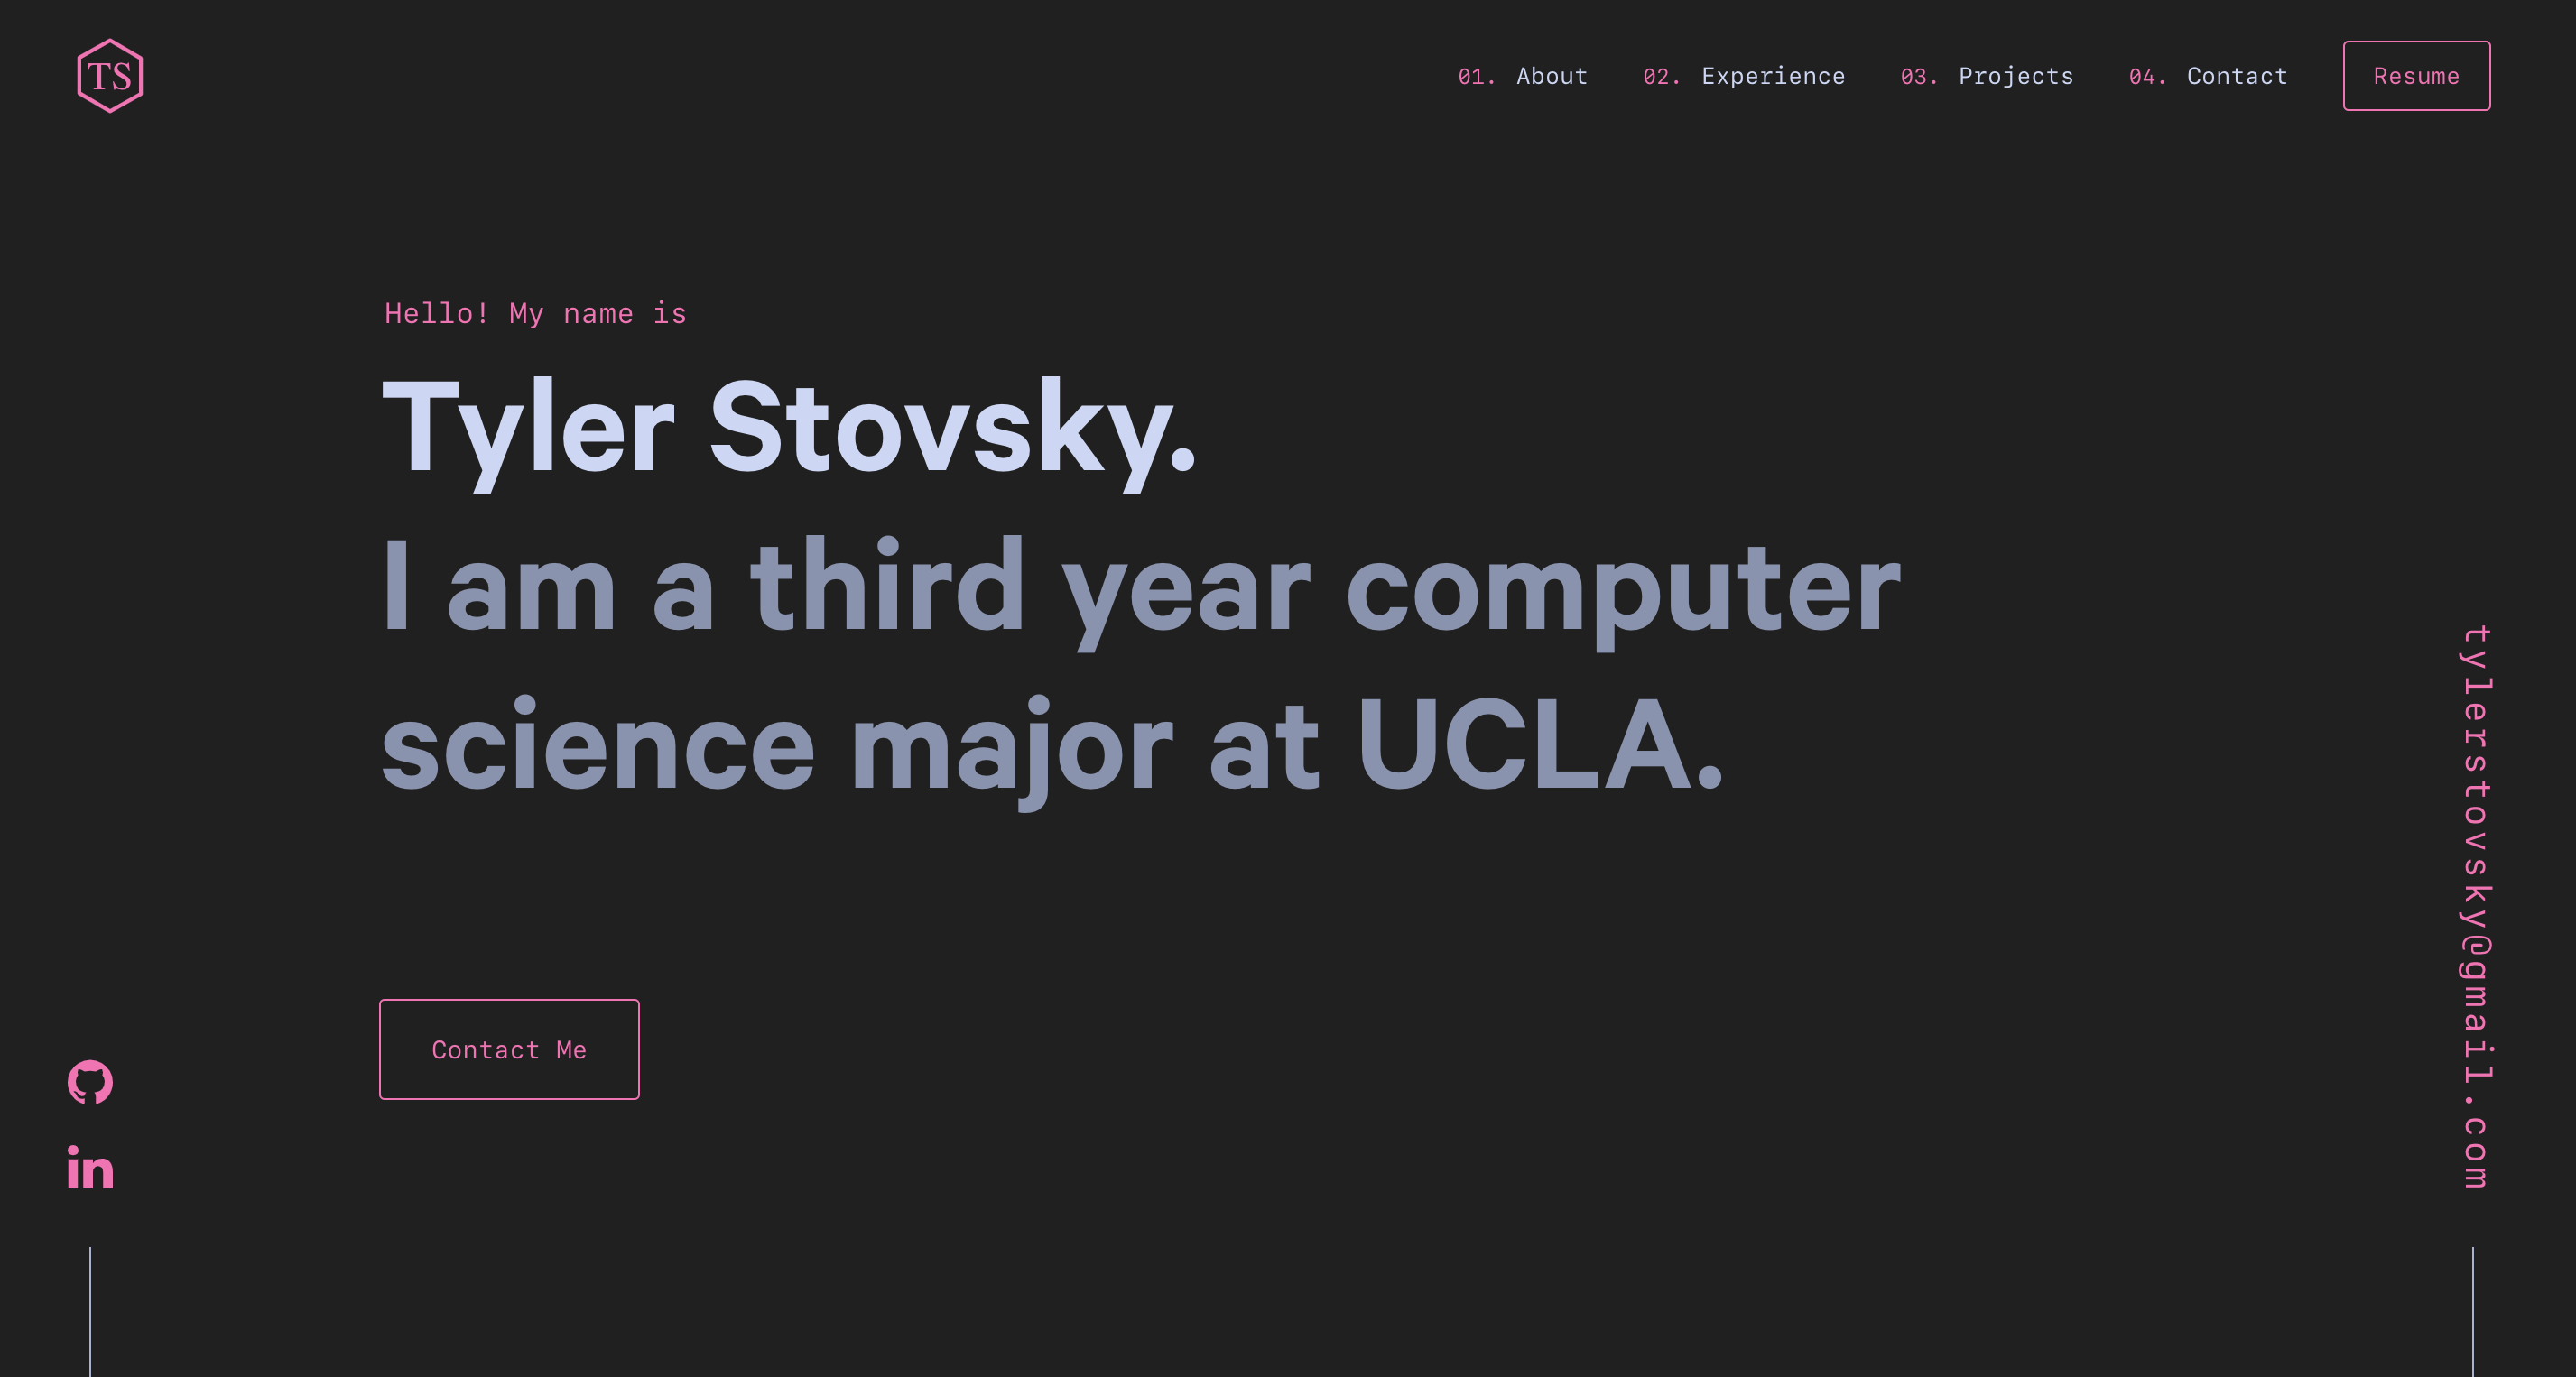 TS
01. About 02. Experience 03. Projects 04. Contact Resume
Hello! My name is
Tyler Stovsky.
I am a third year computer
science major at UCLA.
Contact Me
in
tylerstovsky@gmail.com